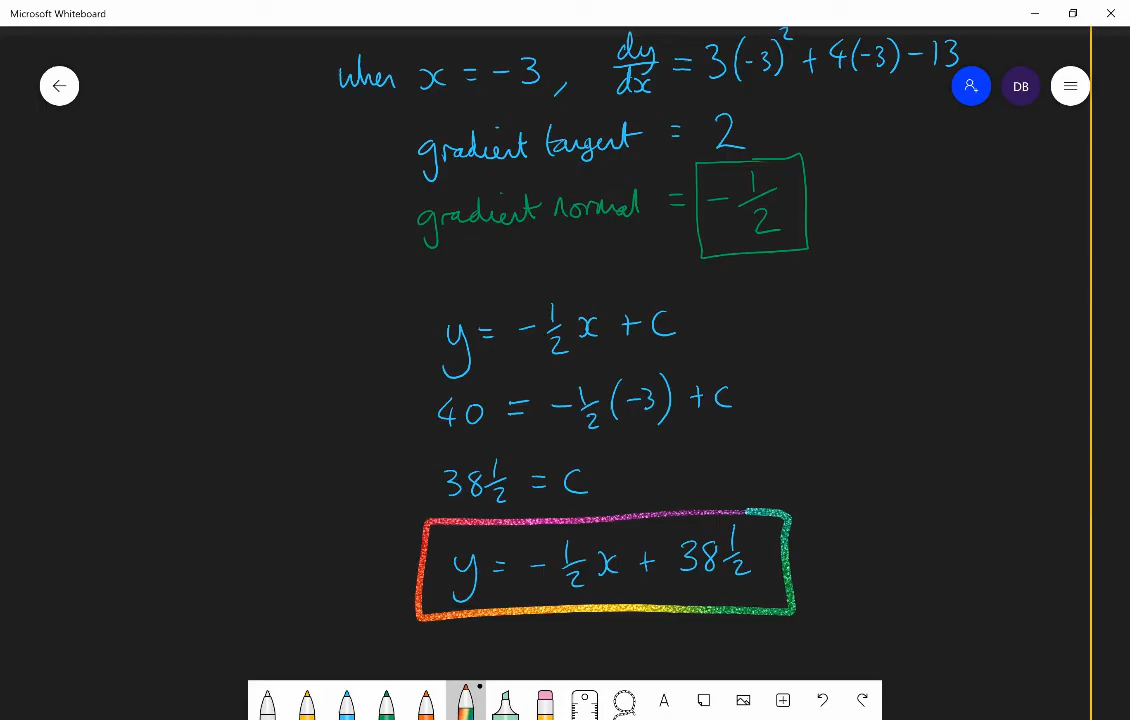 Microsoft Whiteboard
when x = -3, dy/dx = 3(-3)² + 4(-3) - 13
DB
gradient tangent = 2
gradient normal = -1/2
y = -1/2 x + C
40 = -1/2 (-3) + C
38 1/2 = C
y = -1/2 x + 38 1/2
A